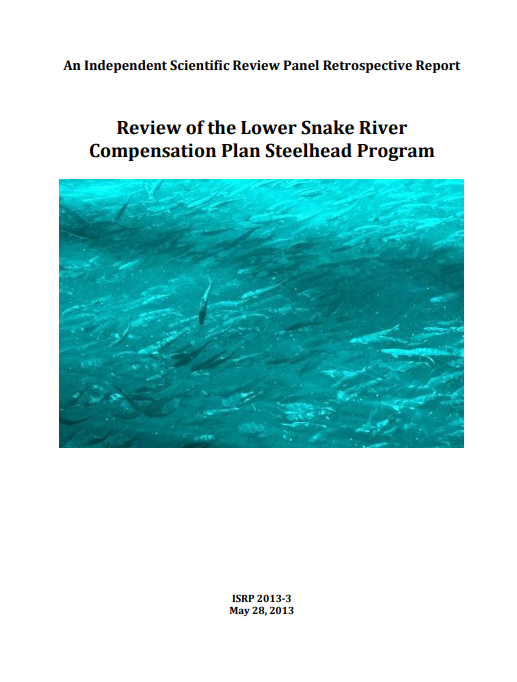 An Independent Scientific Review Panel Retrospective Report
Review of the Lower Snake River
Compensation Plan Steelhead Program
ISRP 2013-3
May 28, 2013